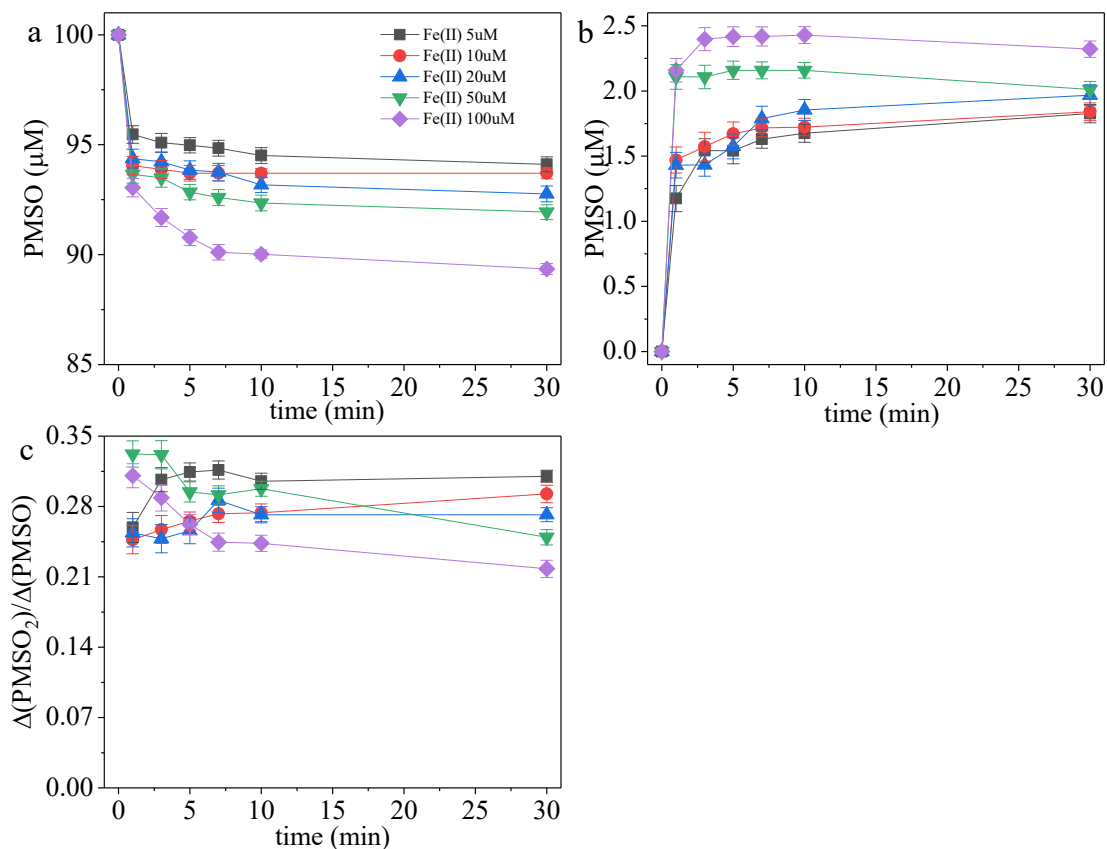 a
100
95
90
85
PMSO (μM)
0 5 10 15 20 25 30
time (min)
Fe(II) 5uM
Fe(II) 10uM
Fe(II) 20uM
Fe(II) 50uM
Fe(II) 100uM
b
2.5
2.0
1.5
1.0
0.5
0.0
PMSO (μM)
0 5 10 15 20 25 30
time (min)
c
0.35
0.28
0.21
0.14
0.07
0.00
Δ(PMSO₂)/Δ(PMSO)
0 5 10 15 20 25 30
time (min)